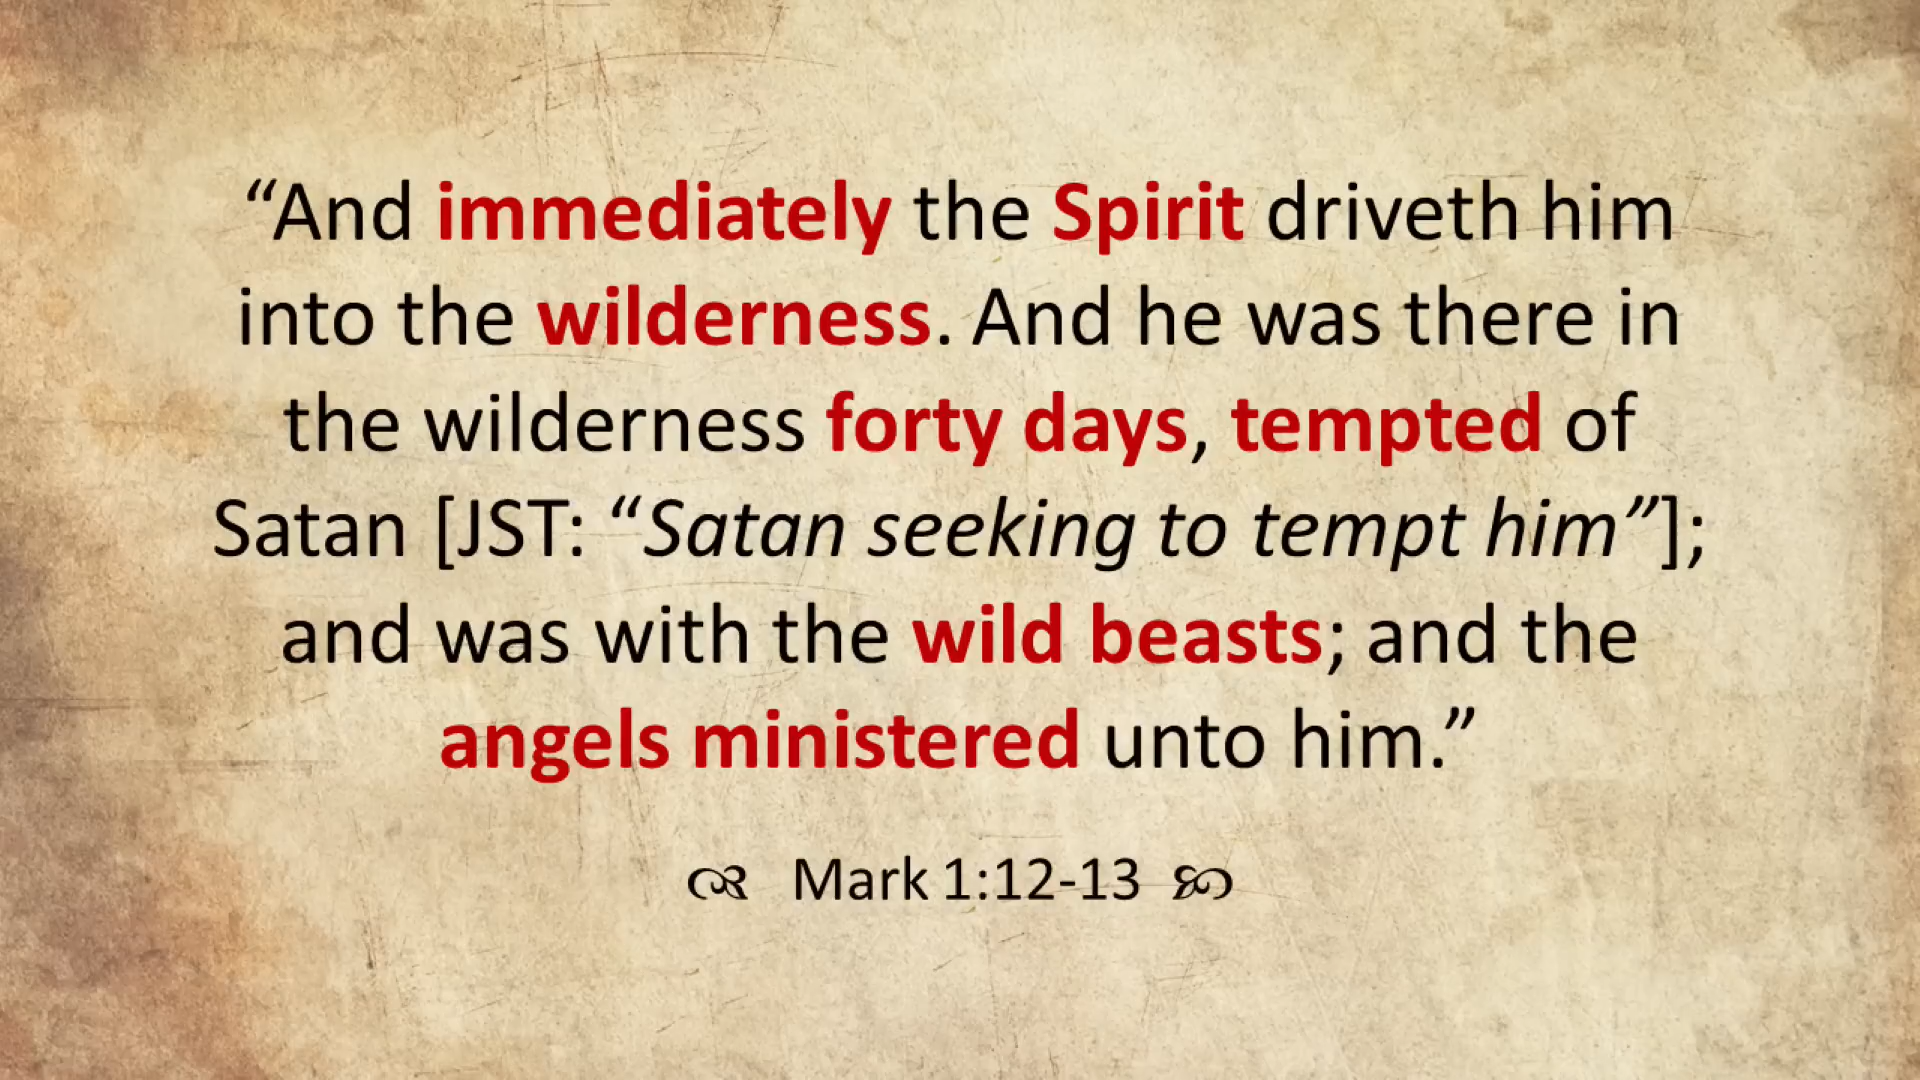 “And immediately the Spirit driveth him
into the wilderness. And he was there in
the wilderness forty days, tempted of
Satan [JST: “Satan seeking to tempt him”];
and was with the wild beasts; and the
angels ministered unto him.”
Mark 1:12-13